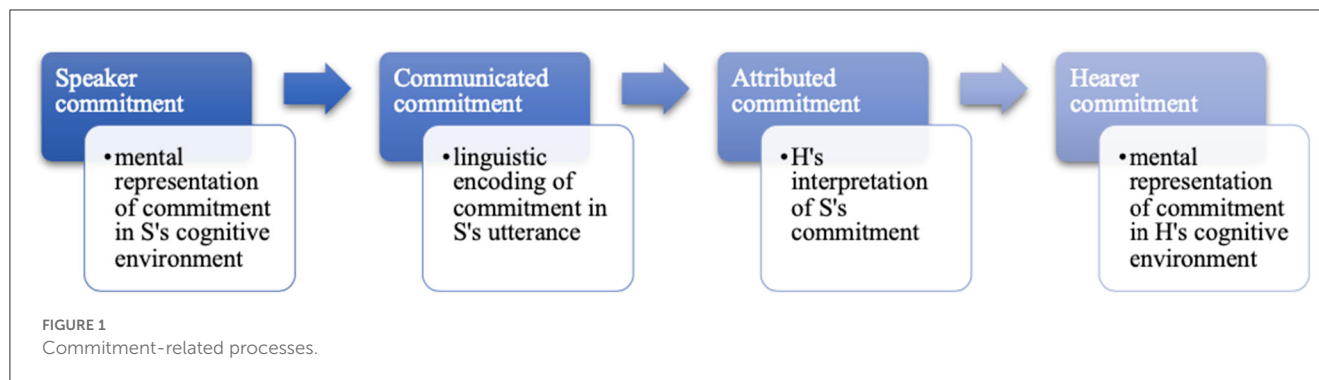 Speaker
commitment
•mental
representation
of commitment
in S's cognitive
environment
Communicated
commitment
•linguistic
encoding of
commitment in
S's utterance
Attributed
commitment
•H's
interpretation
of S's
commitment
Hearer
commitment
•mental
representation
of commitment
in H's cognitive
environment
FIGURE 1
Commitment-related processes.